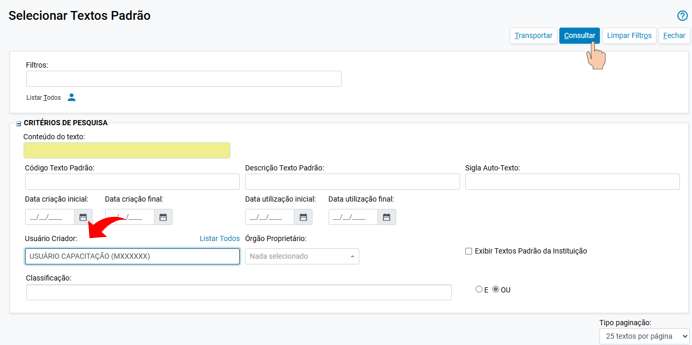 Selecionar Textos Padrão
Transportar Consultar Limpar Filtros Fechar
Filtros:
Listar Todos
CRITÉRIOS DE PESQUISA
Conteúdo do texto:
Código Texto Padrão: Descrição Texto Padrão: Sigla Auto-Texto:
Data criação inicial: Data criação final: Data utilização inicial: Data utilização final:
__/__/____ __/__/____ __/__/____ __/__/____
Usuário Criador: Listar Todos Órgão Proprietário:
USUÁRIO CAPACITAÇÃO (MXXXXXX) Nada selecionado Exibir Textos Padrão da Instituição
Classificação:
E OU
Tipo paginação:
25 textos por página